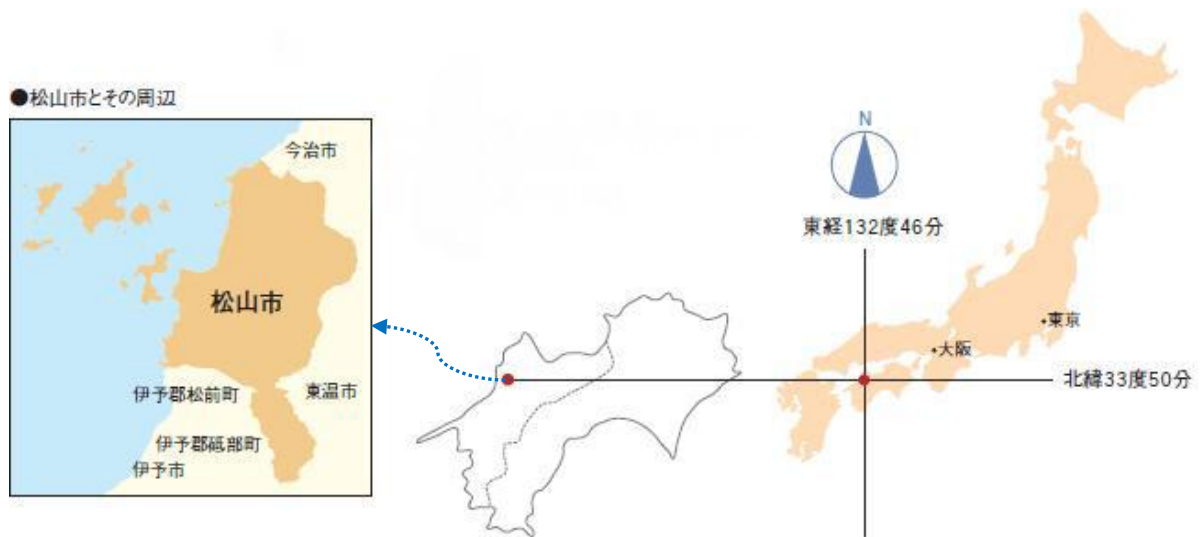 ●松山市とその周辺
今治市
松山市
伊予郡松前町
東温市
伊予郡砥部町
伊予市
N
東経132度46分
・東京
・大阪
北緯33度50分